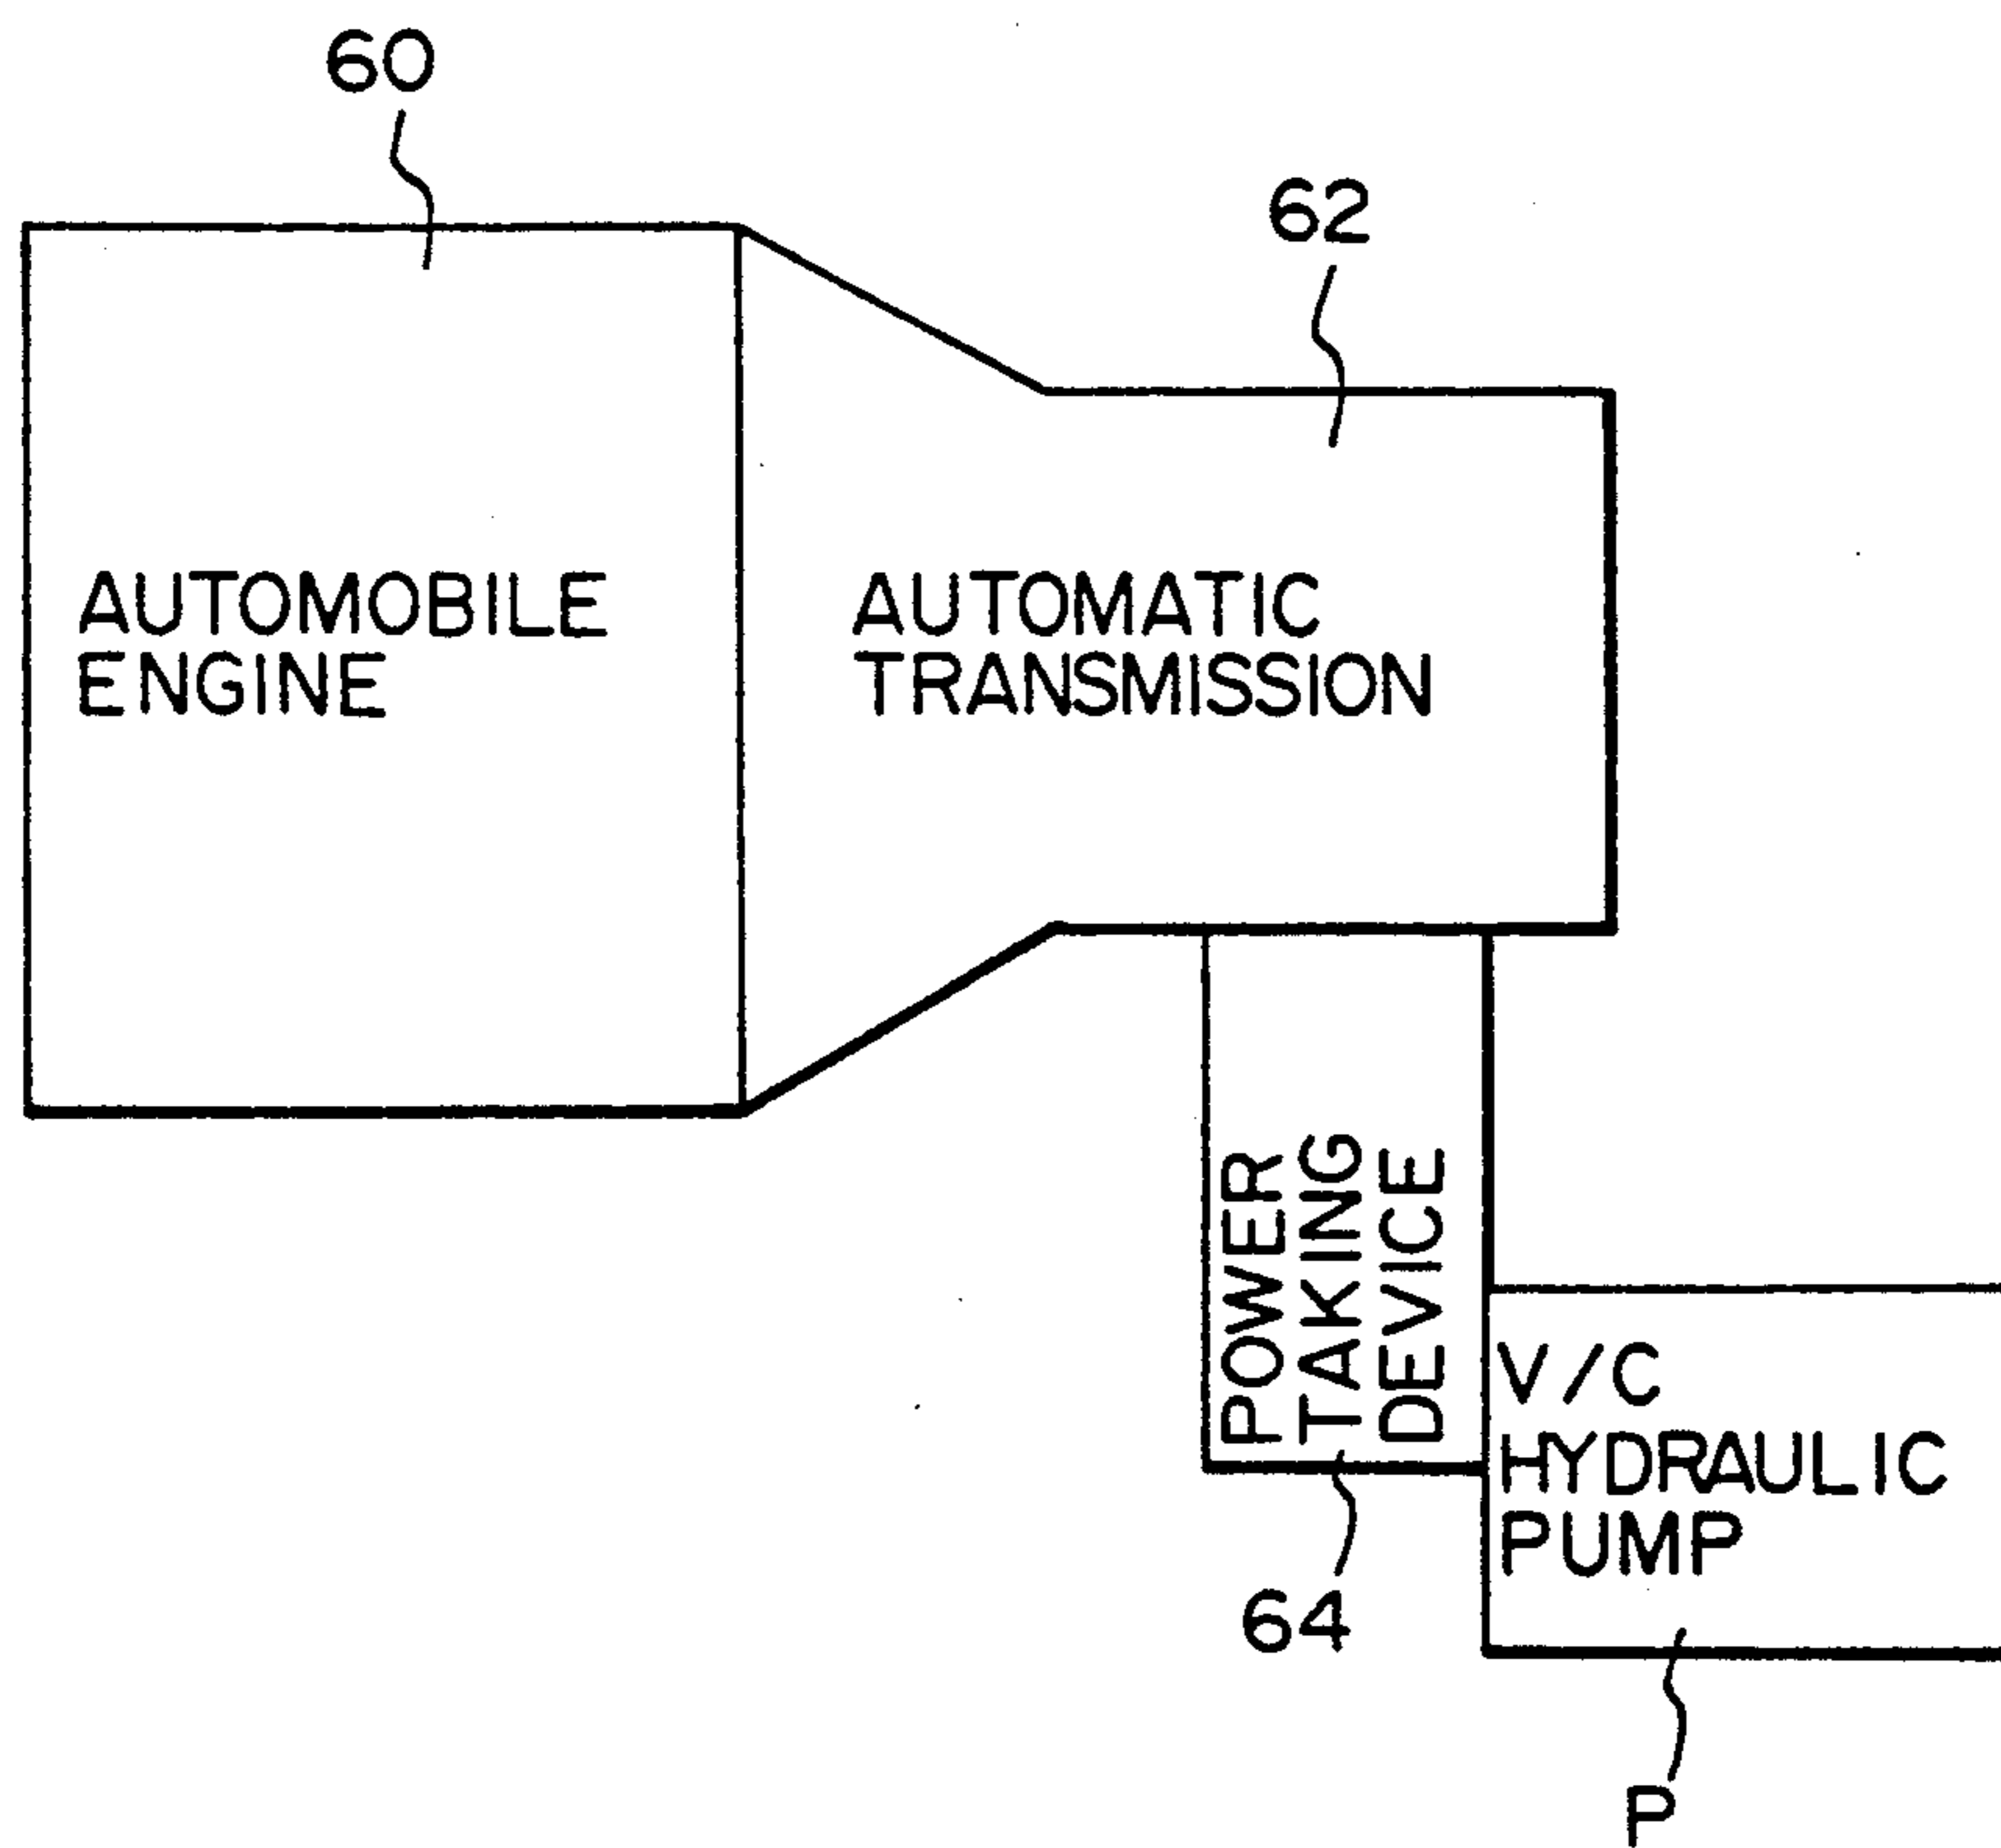 60
62
AUTOMOBILE
ENGINE
AUTOMATIC
TRANSMISSION
POWER
TAKING
DEVICE
V/C
HYDRAULIC
PUMP
64
P